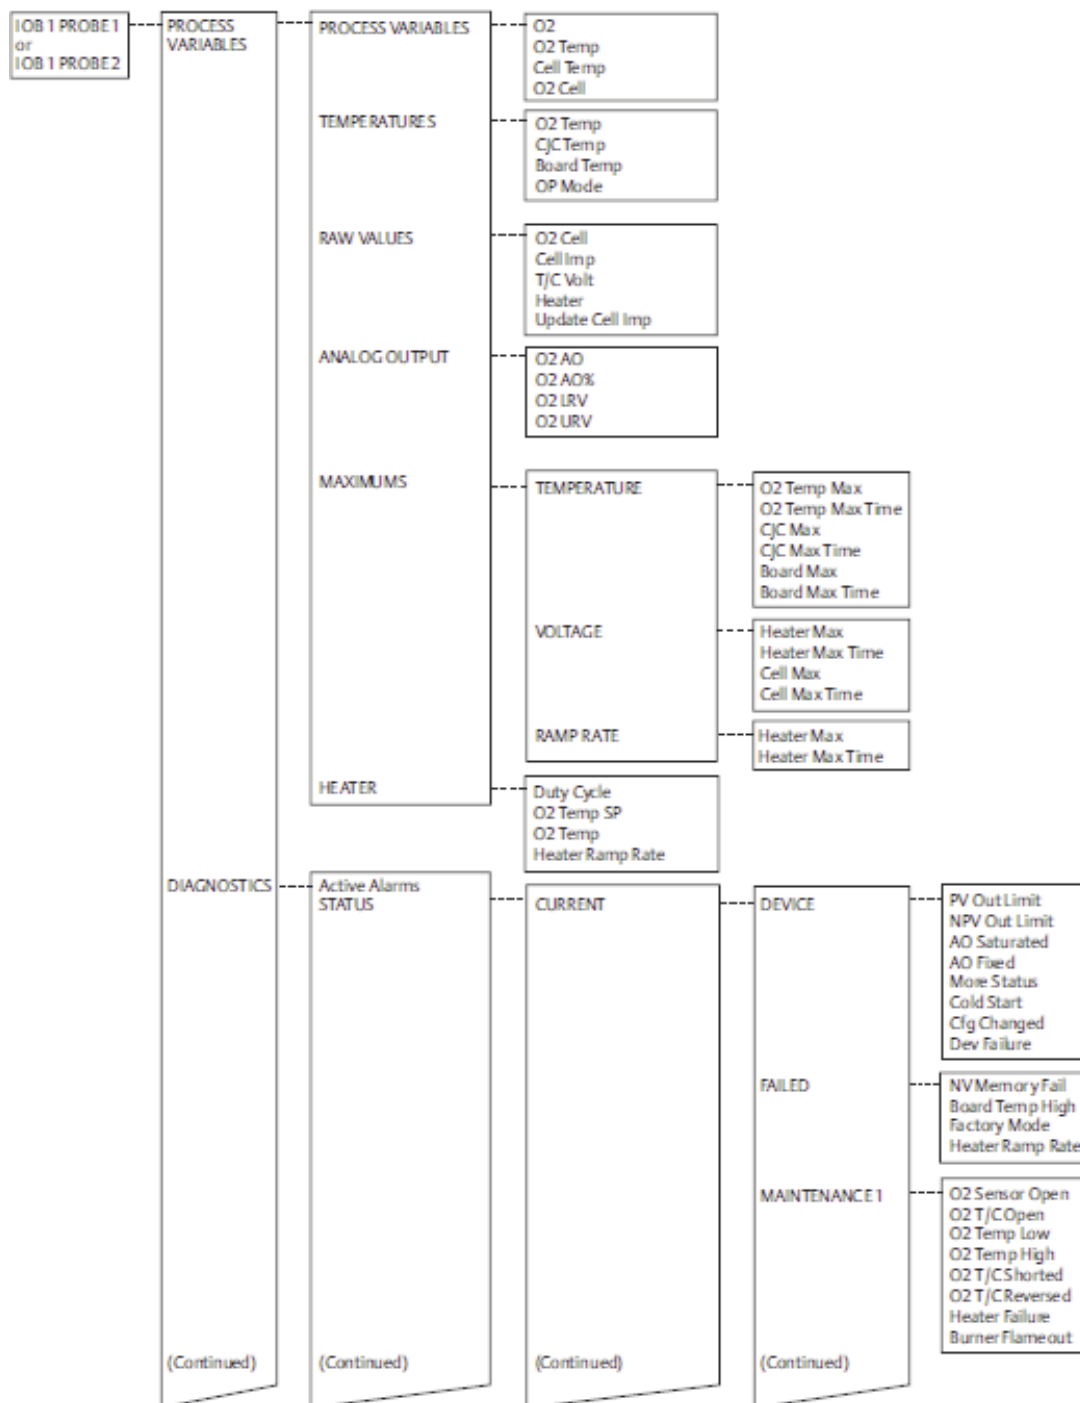 IOB 1 PROBE 1
or
IOB 1 PROBE 2
PROCESS
VARIABLES
PROCESS VARIABLES
O2
O2 Temp
Cell Temp
O2 Cell
TEMPERATURES
O2 Temp
CJC Temp
Board Temp
OP Mode
RAW VALUES
O2 Cell
Cell Imp
T/C Volt
Heater
Update Cell Imp
ANALOG OUTPUT
O2 AO
O2 AO%
O2 LRV
O2 URV
MAXIMUMS
TEMPERATURE
O2 Temp Max
O2 Temp Max Time
CJC Max
CJC Max Time
Board Max
Board Max Time
VOLTAGE
Heater Max
Heater Max Time
Cell Max
Cell Max Time
RAMP RATE
Heater Max
Heater Max Time
HEATER
Duty Cycle
O2 Temp SP
O2 Temp
Heater Ramp Rate
DIAGNOSTICS
Active Alarms
STATUS
CURRENT
DEVICE
PV Out Limit
NPV Out Limit
AO Saturated
AO Fixed
More Status
Cold Start
Cfg Changed
Dev Failure
FAILED
NV Memory Fail
Board Temp High
Factory Mode
Heater Ramp Rate
MAINTENANCE 1
O2 Sensor Open
O2 T/C Open
O2 Temp Low
O2 Temp High
O2 T/C Shorted
O2 T/C Reversed
Heater Failure
Burner Flameout
(Continued)
(Continued)
(Continued)
(Continued)